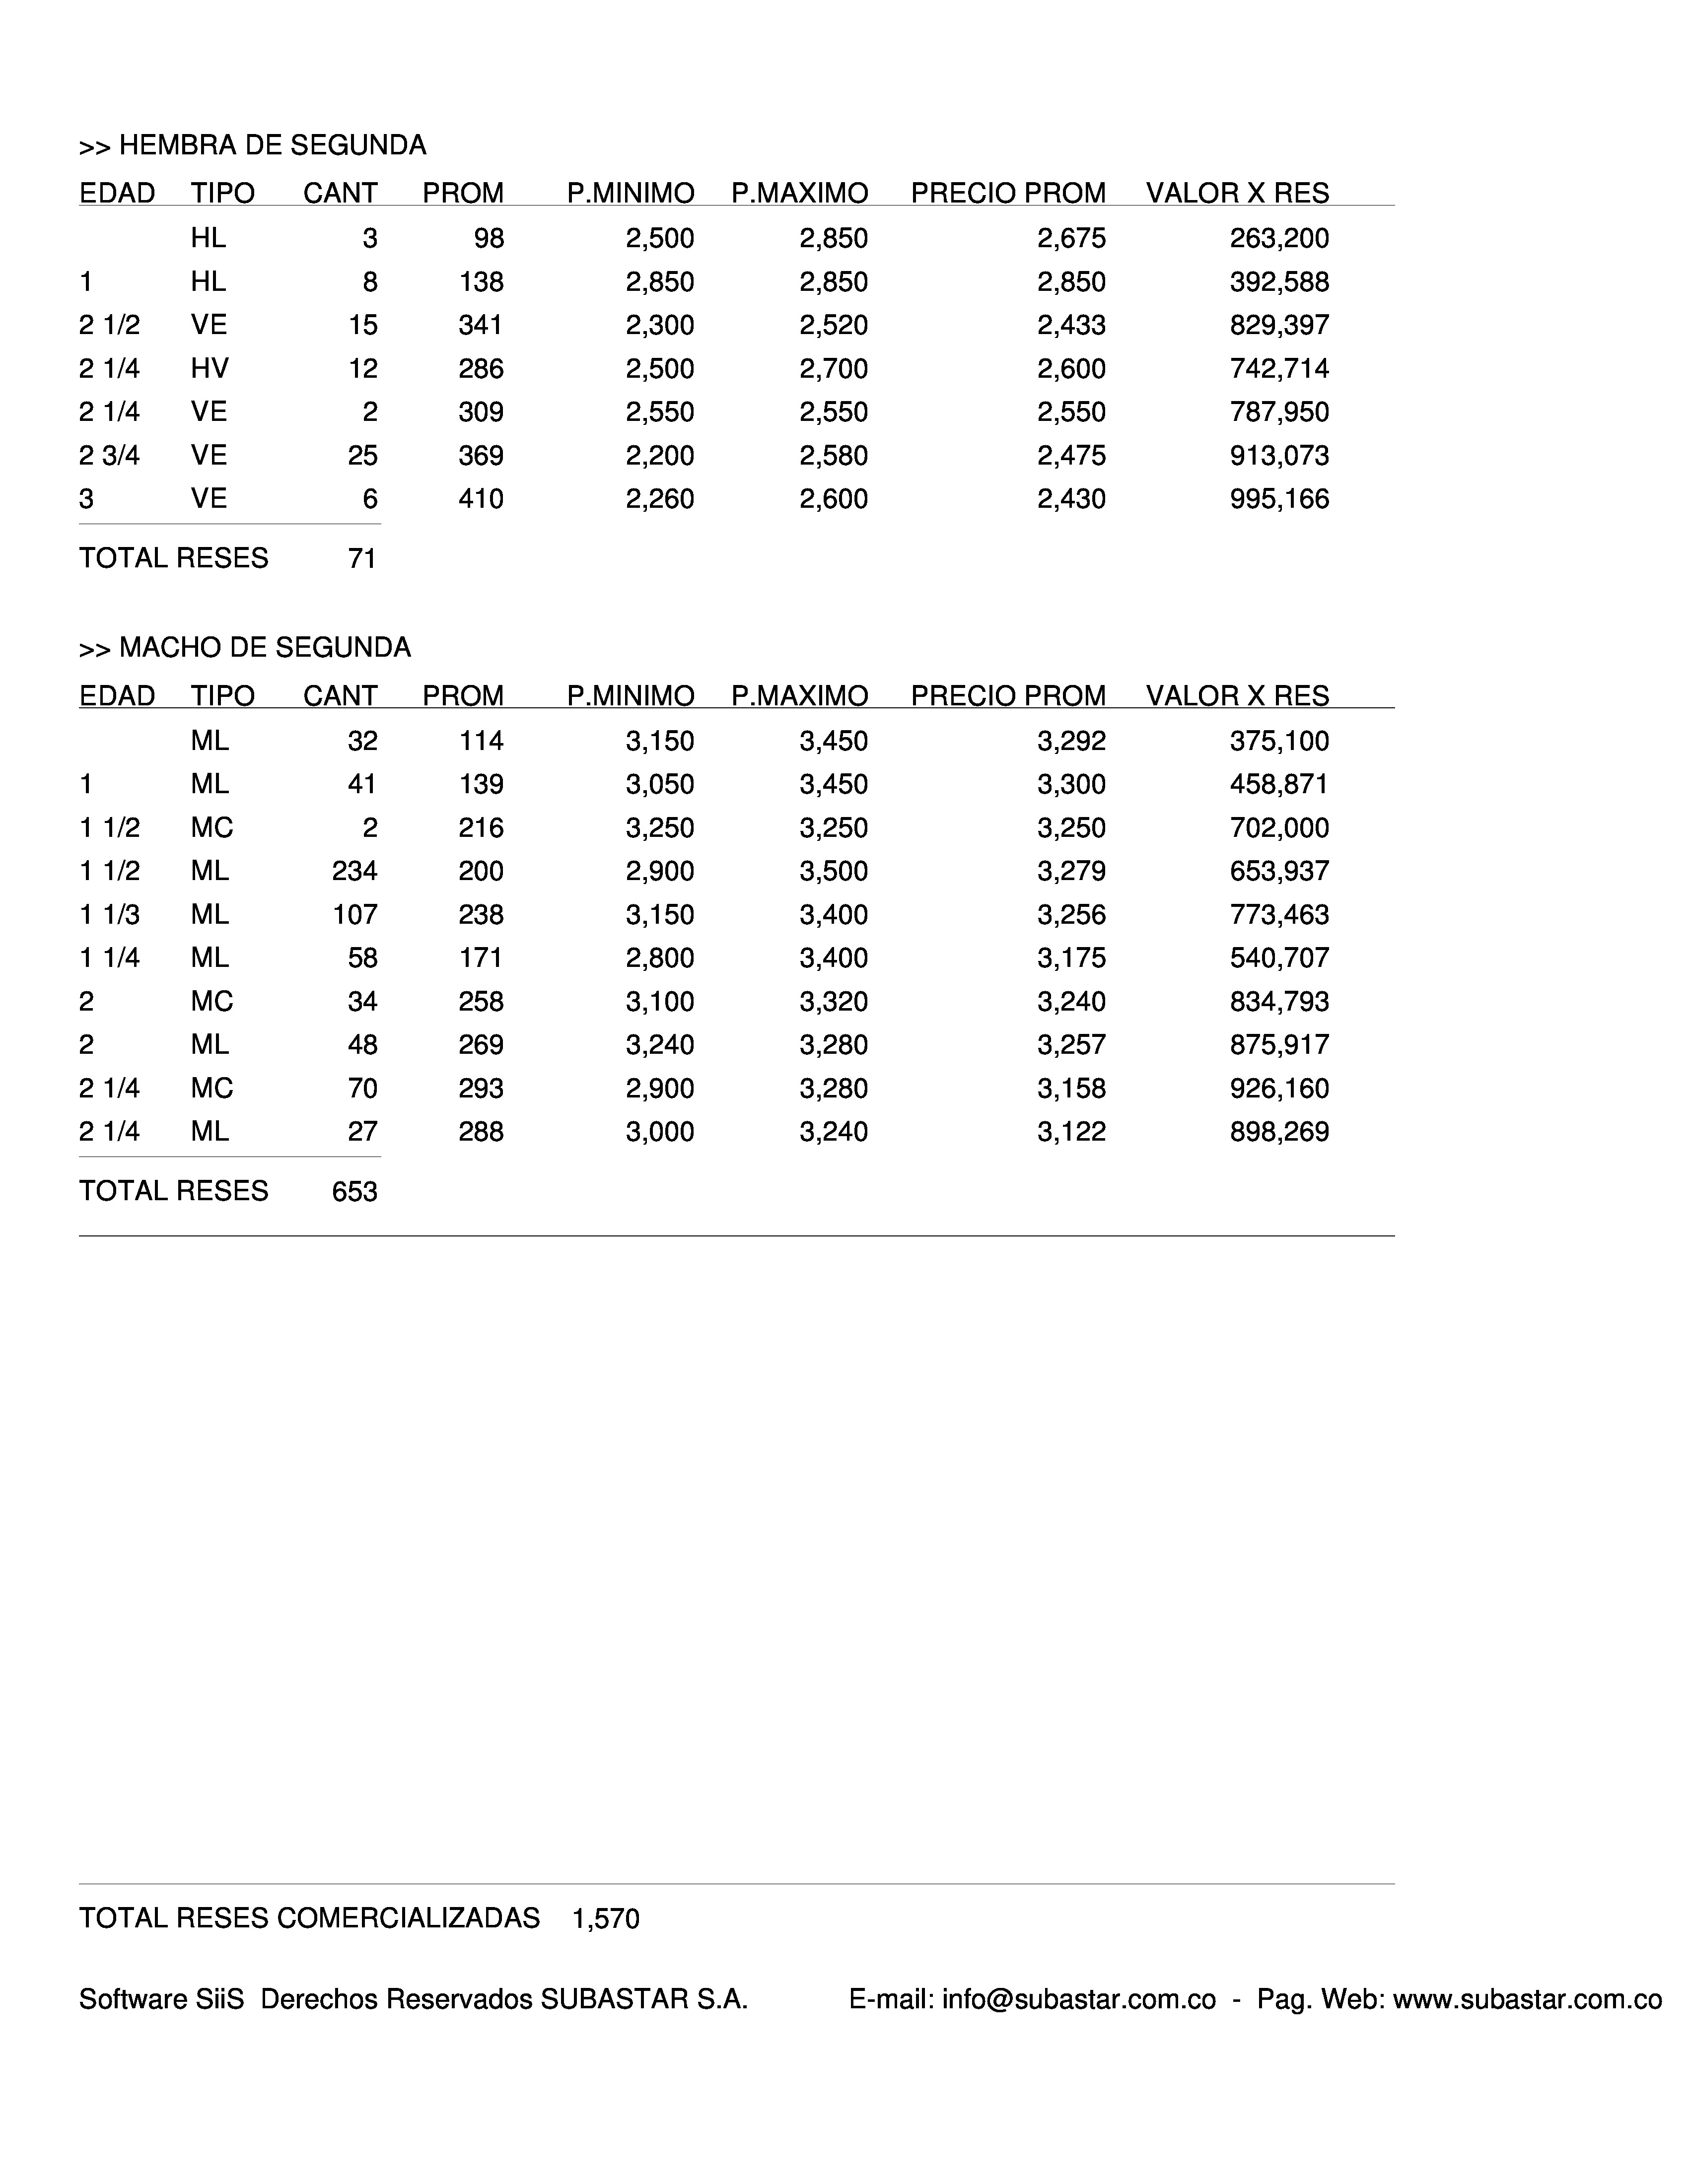 >> HEMBRA DE SEGUNDA
EDAD TIPO CANT PROM P.MINIMO P.MAXIMO PRECIO PROM VALOR X RES
HL 3 98 2,500 2,850 2,675 263,200
1 HL 8 138 2,850 2,850 2,850 392,588
2 1/2 VE 15 341 2,300 2,520 2,433 829,397
2 1/4 HV 12 286 2,500 2,700 2,600 742,714
2 1/4 VE 2 309 2,550 2,550 2,550 787,950
2 3/4 VE 25 369 2,200 2,580 2,475 913,073
3 VE 6 410 2,260 2,600 2,430 995,166
TOTAL RESES 71
>> MACHO DE SEGUNDA
EDAD TIPO CANT PROM P.MINIMO P.MAXIMO PRECIO PROM VALOR X RES
ML 32 114 3,150 3,450 3,292 375,100
1 ML 41 139 3,050 3,450 3,300 458,871
1 1/2 MC 2 216 3,250 3,250 3,250 702,000
1 1/2 ML 234 200 2,900 3,500 3,279 653,937
1 1/3 ML 107 238 3,150 3,400 3,256 773,463
1 1/4 ML 58 171 2,800 3,400 3,175 540,707
2 MC 34 258 3,100 3,320 3,240 834,793
2 ML 48 269 3,240 3,280 3,257 875,917
2 1/4 MC 70 293 2,900 3,280 3,158 926,160
2 1/4 ML 27 288 3,000 3,240 3,122 898,269
TOTAL RESES 653
TOTAL RESES COMERCIALIZADAS 1,570
Software SiiS Derechos Reservados SUBASTAR S.A. E-mail: info@subastar.com.co - Pag. Web: www.subastar.com.co